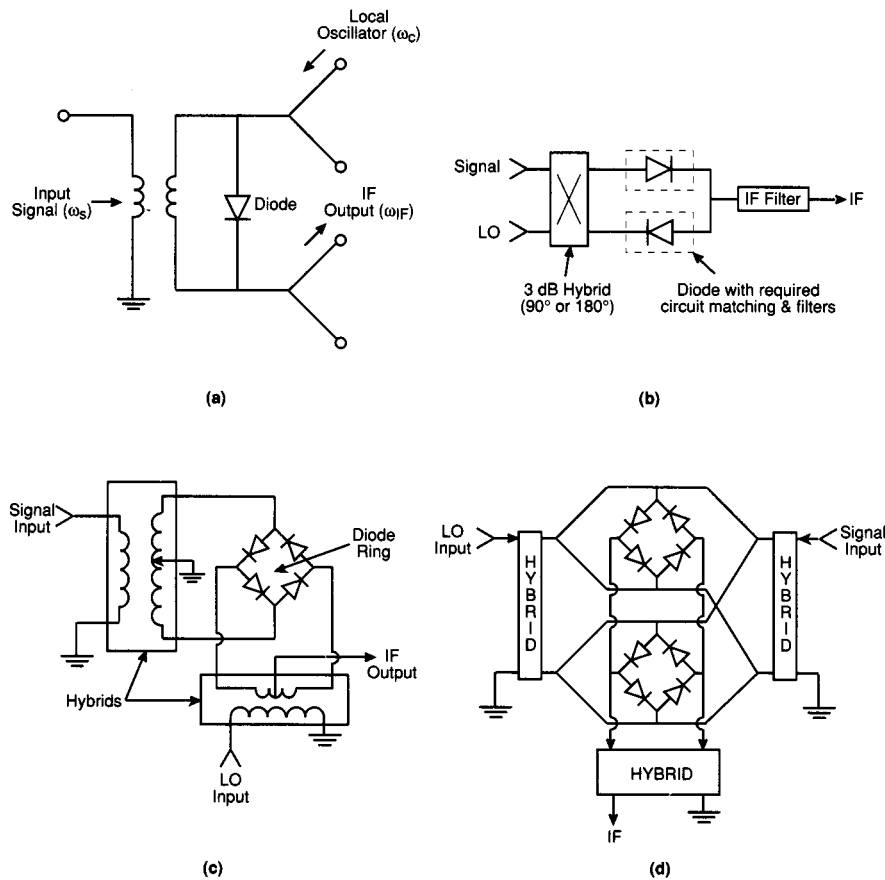 Local
Oscillator (ωc)
Input
Signal (ωs)
Diode
IF
Output (ωIF)
(a)
Signal
LO
IF Filter
IF
3 dB Hybrid
(90° or 180°)
Diode with required
circuit matching & filters
(b)
Signal
Input
Diode
Ring
IF
Output
Hybrids
LO
Input
(c)
LO
Input
HYBRID
HYBRID
Signal
Input
HYBRID
IF
(d)